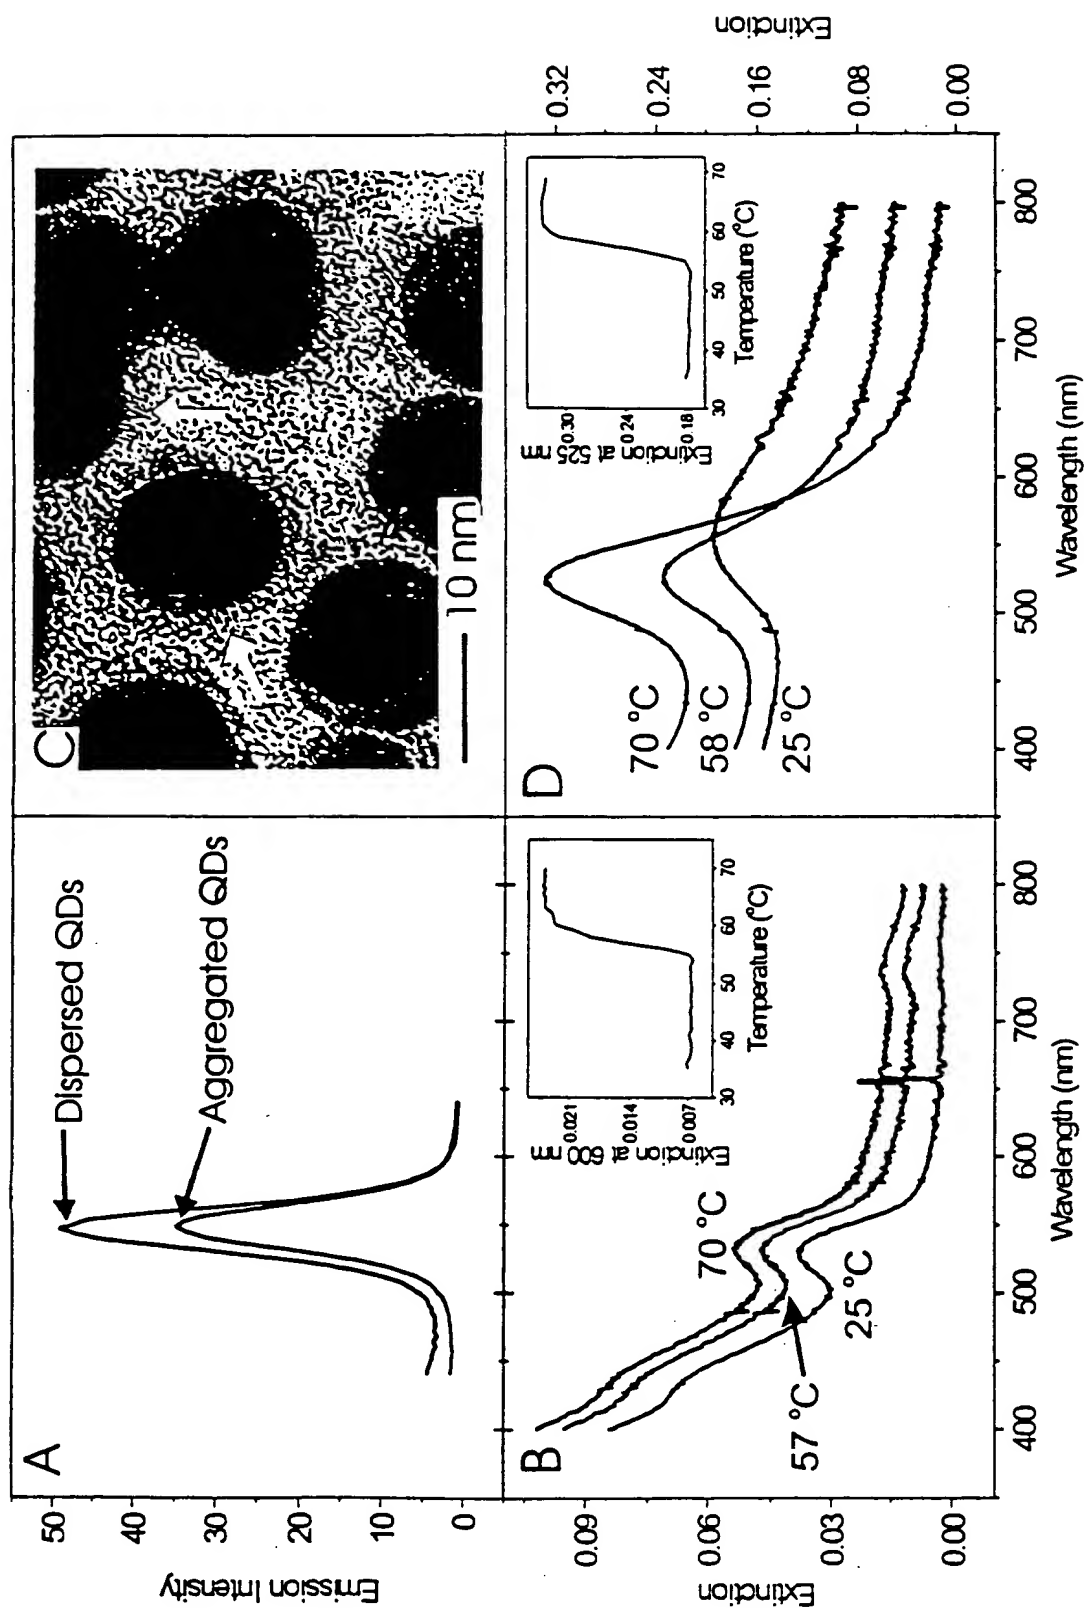 A
Dispersed QDs
Aggregated QDs
Emission Intensity
50
40
30
20
10
0
C
10 nm
B
70 °C
57 °C
25 °C
Extinction
0.09
0.06
0.03
0.00
400
500
600
700
800
Wavelength (nm)
Extinction at 600 nm
0.021
0.014
0.007
30
40
50
60
70
Temperature (°C)
D
70 °C
58 °C
25 °C
Extinction
0.32
0.24
0.16
0.08
0.00
400
500
600
700
800
Wavelength (nm)
Extinction at 525 nm
0.30
0.24
0.18
30
40
50
60
70
Temperature (°C)